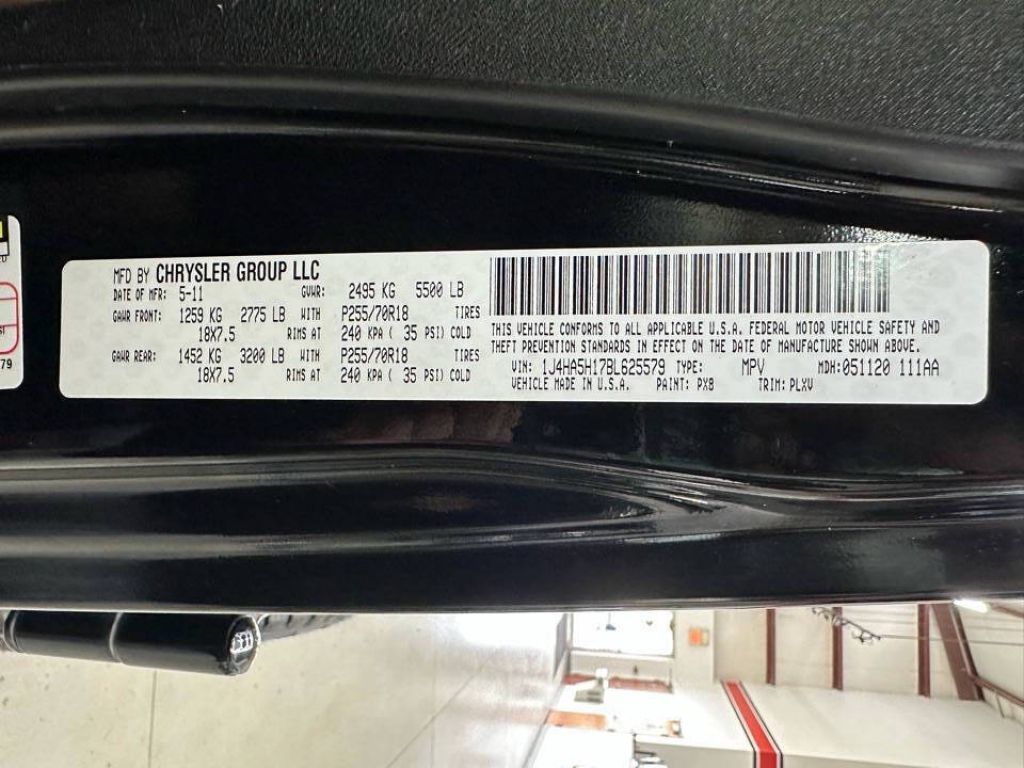 MFD BY CHRYSLER GROUP LLC
DATE OF MFR: 5-11 GVWR: 2495 KG 5500 LB
GAWR FRONT: 1259 KG 2775 LB WITH P255/70R18 TIRES
18X7.5 RIMS AT 240 KPA ( 35 PSI) COLD
GAWR REAR: 1452 KG 3200 LB WITH P255/70R18 TIRES
18X7.5 RIMS AT 240 KPA ( 35 PSI) COLD
THIS VEHICLE CONFORMS TO ALL APPLICABLE U.S.A. FEDERAL MOTOR VEHICLE SAFETY AND
THEFT PREVENTION STANDARDS IN EFFECT ON THE DATE OF MANUFACTURE SHOWN ABOVE.
VIN: 1J4HA5H17BL625579 TYPE: MPV MDH:051120 111AA
VEHICLE MADE IN U.S.A. PAINT: PX8 TRIM: PLXV
79